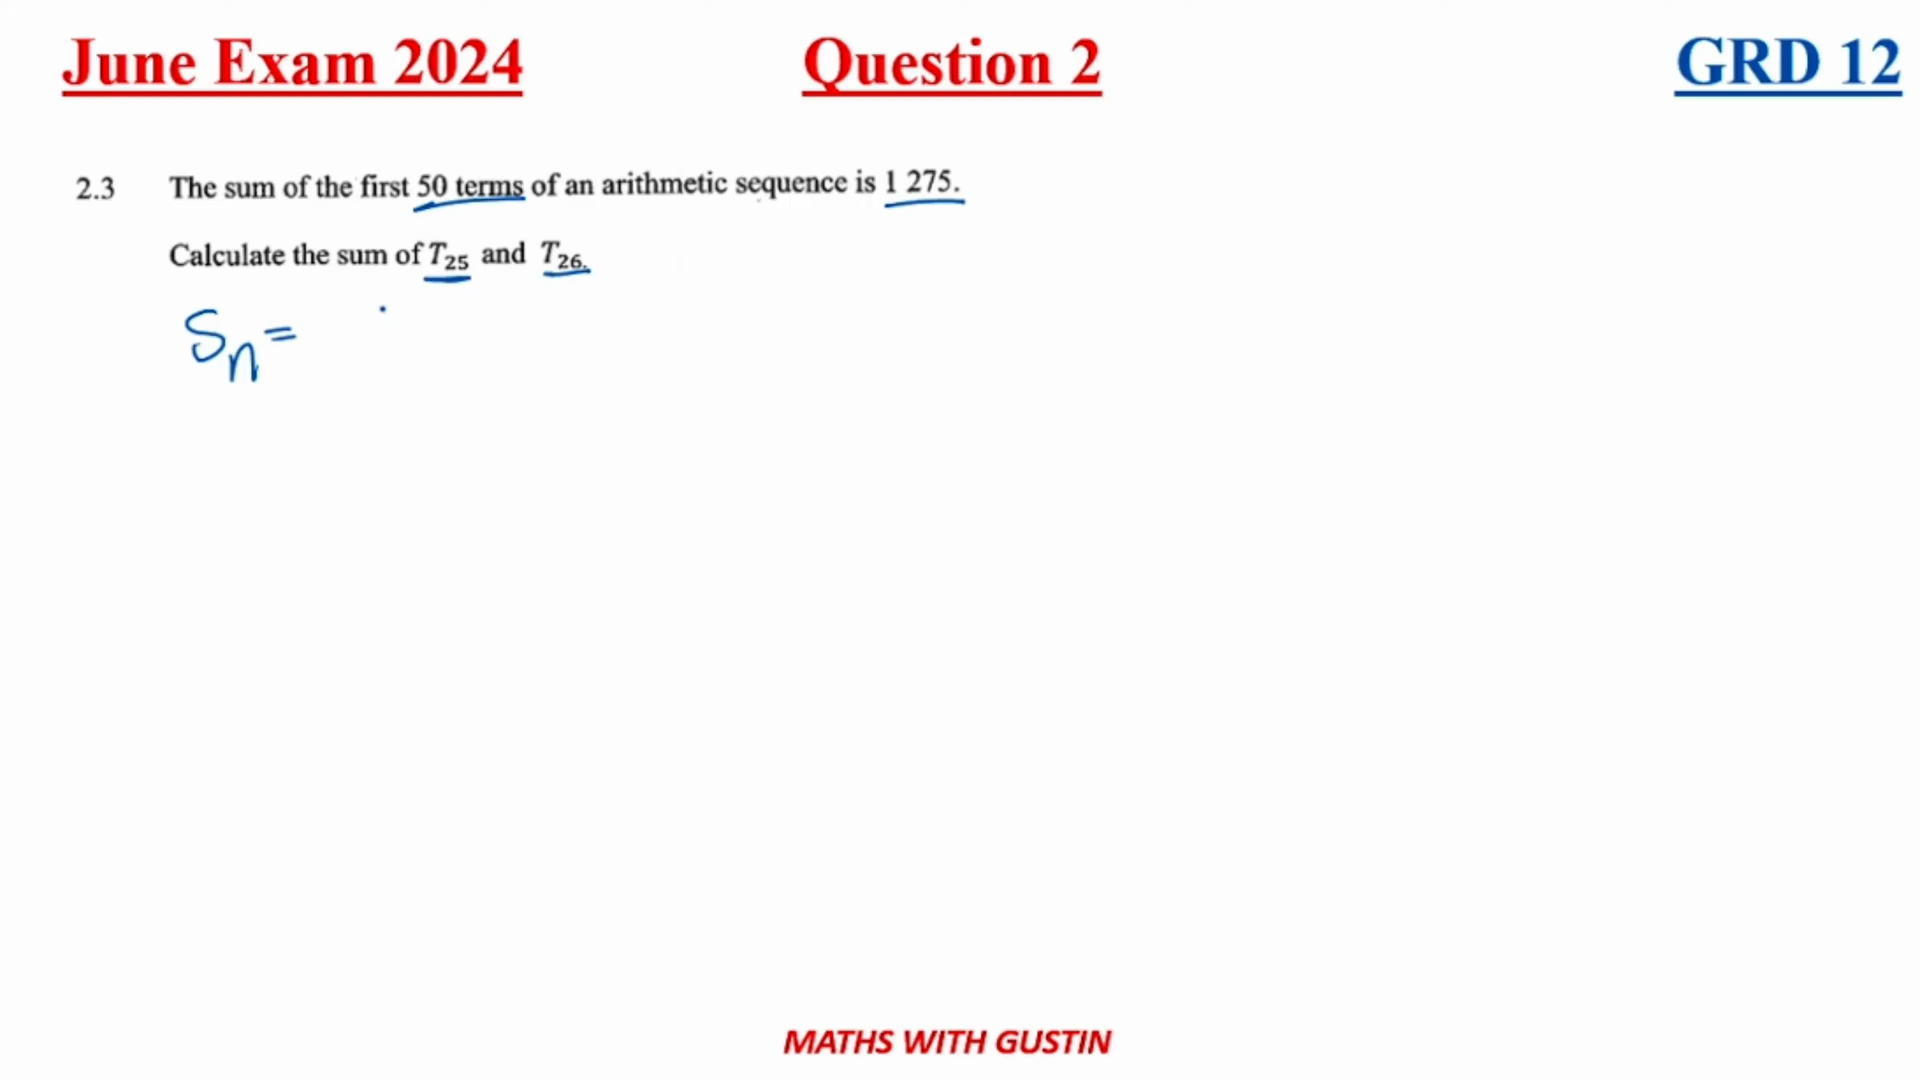 June Exam 2024 Question 2 GRD 12
2.3 The sum of the first 50 terms of an arithmetic sequence is 1 275.
Calculate the sum of T₂₅ and T₂₆.
Sₙ =
MATHS WITH GUSTIN